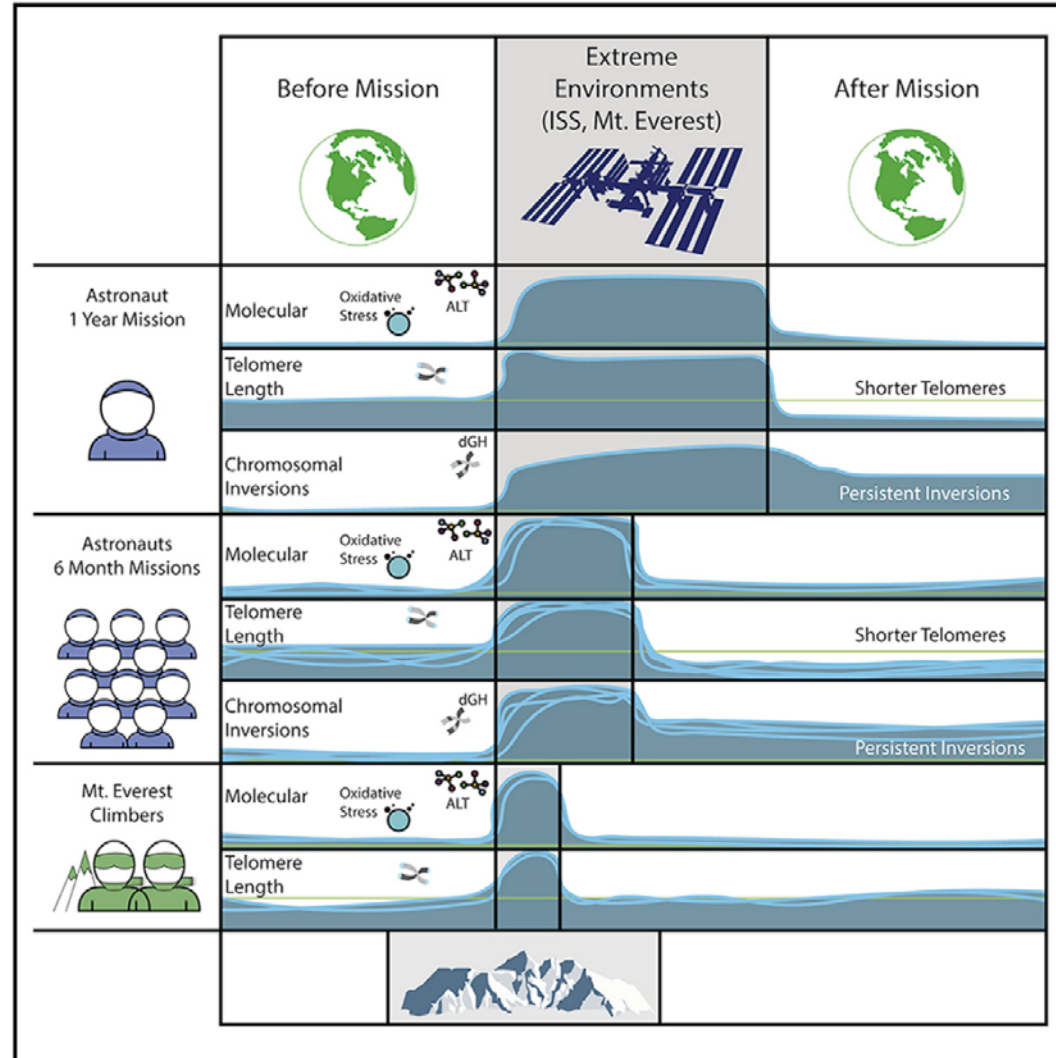 Before Mission
Extreme
Environments
(ISS, Mt. Everest)
After Mission
Astronaut
1 Year Mission
Molecular
Oxidative
Stress
ALT
Telomere
Length
Shorter Telomeres
Chromosomal
Inversions
dGH
Persistent Inversions
Astronauts
6 Month Missions
Molecular
Oxidative
Stress
ALT
Telomere
Length
Shorter Telomeres
Chromosomal
Inversions
dGH
Persistent Inversions
Mt. Everest
Climbers
Molecular
Oxidative
Stress
ALT
Telomere
Length